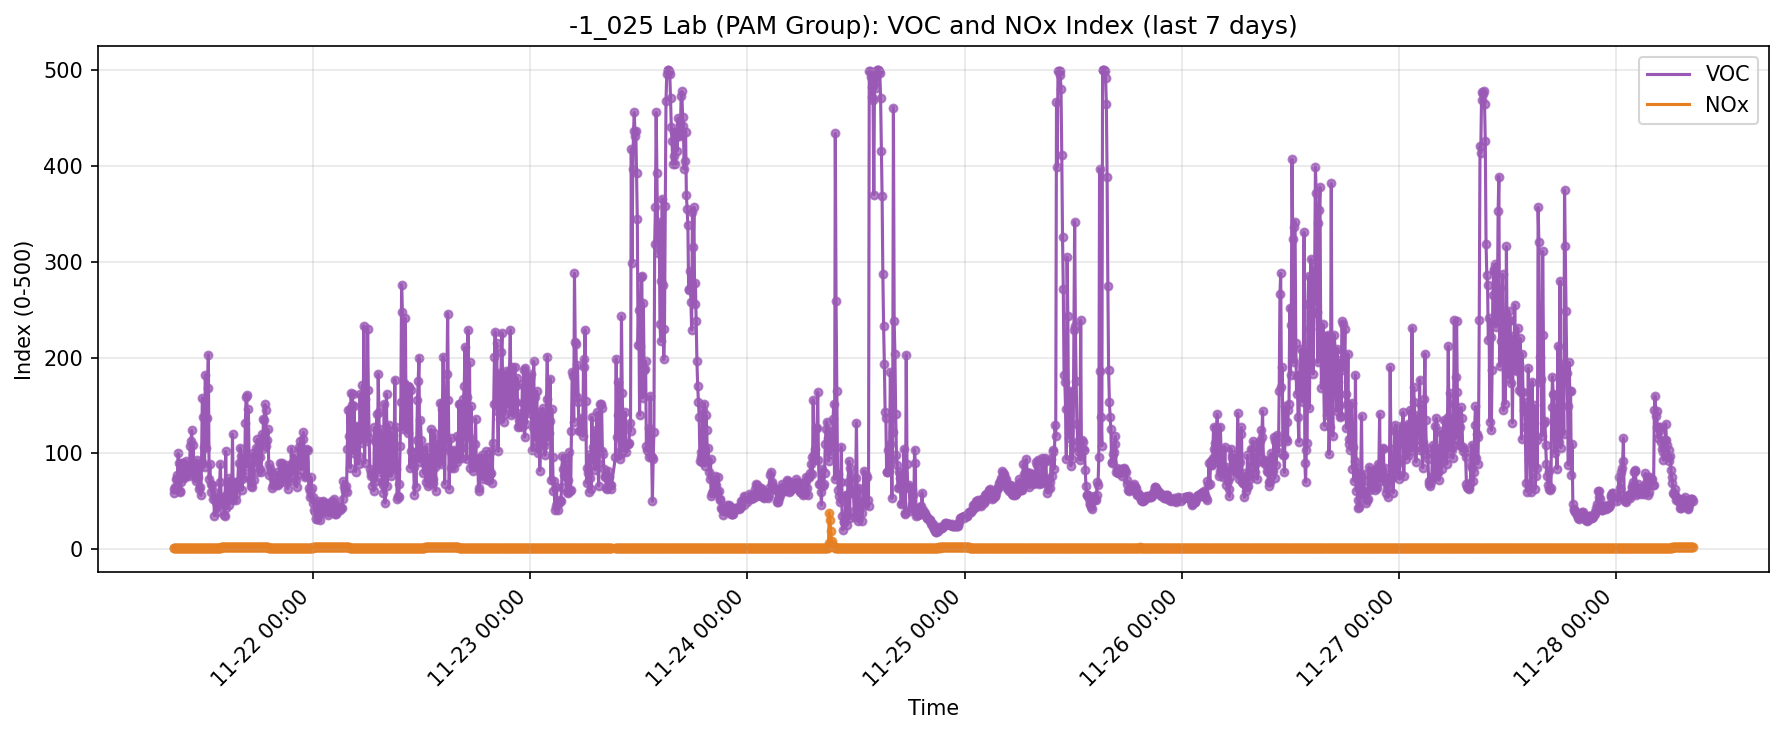 -1_025 Lab (PAM Group): VOC and NOx Index (last 7 days)
VOC
NOx
Index (0-500)
500
400
300
200
100
0
11-22 00:00
11-23 00:00
11-24 00:00
11-25 00:00
11-26 00:00
11-27 00:00
11-28 00:00
Time